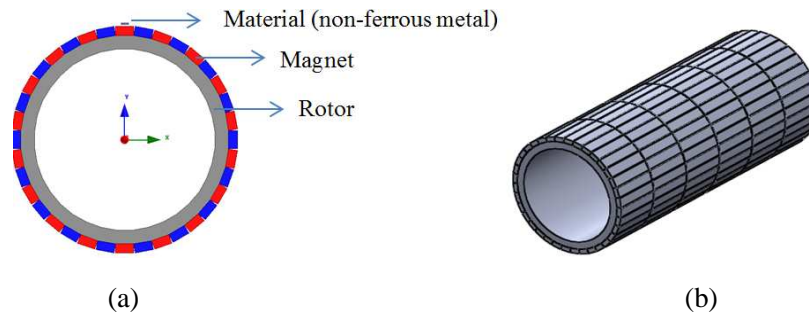 Material (non-ferrous metal)
Magnet
Rotor
Y
X
(a)
(b)